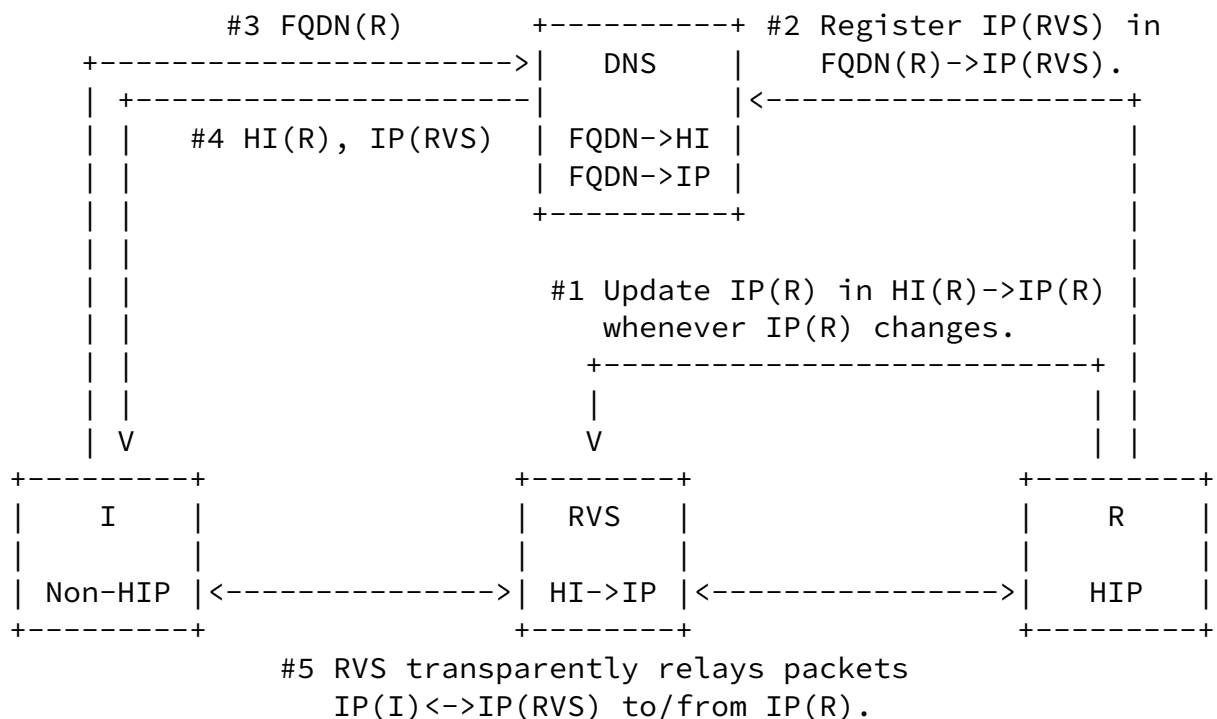 #3 FQDN(R)
#2 Register IP(RVS) in
DNS
FQDN(R)->IP(RVS).
#4 HI(R), IP(RVS)
FQDN->HI
FQDN->IP
#1 Update IP(R) in HI(R)->IP(R)
whenever IP(R) changes.
V
V
I
RVS
R
Non-HIP
HI->IP
HIP
#5 RVS transparently relays packets
IP(I)<->IP(RVS) to/from IP(R).